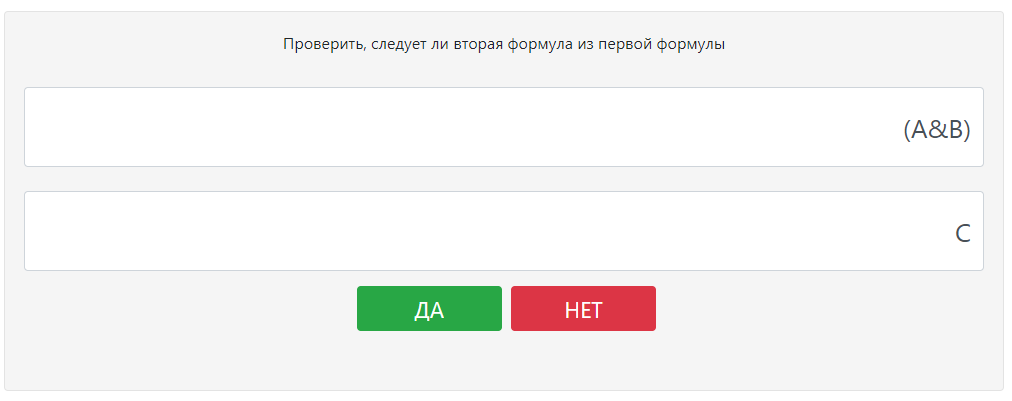 Проверить, следует ли вторая формула из первой формулы
(A&B)
C
ДА
НЕТ